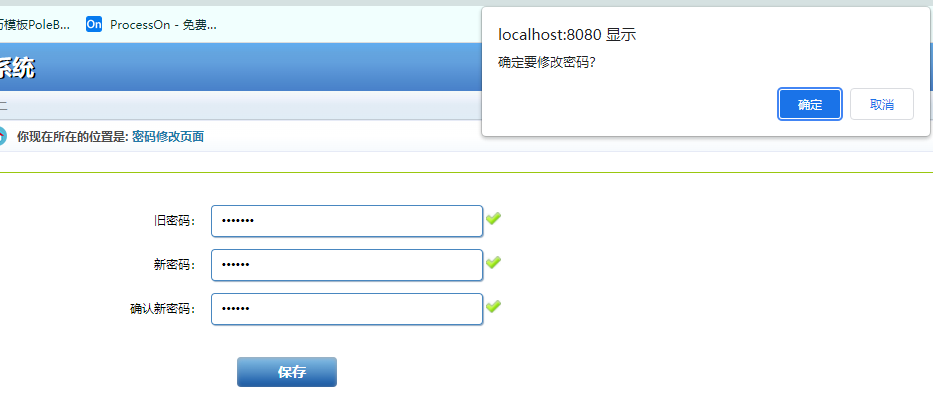 历模板PoleB...
On ProcessOn - 免费...
localhost:8080 显示
确定要修改密码?
确定 取消
系统
你现在所在的位置是: 密码修改页面
旧密码： •••••••
新密码： ••••••
确认新密码： ••••••
保存